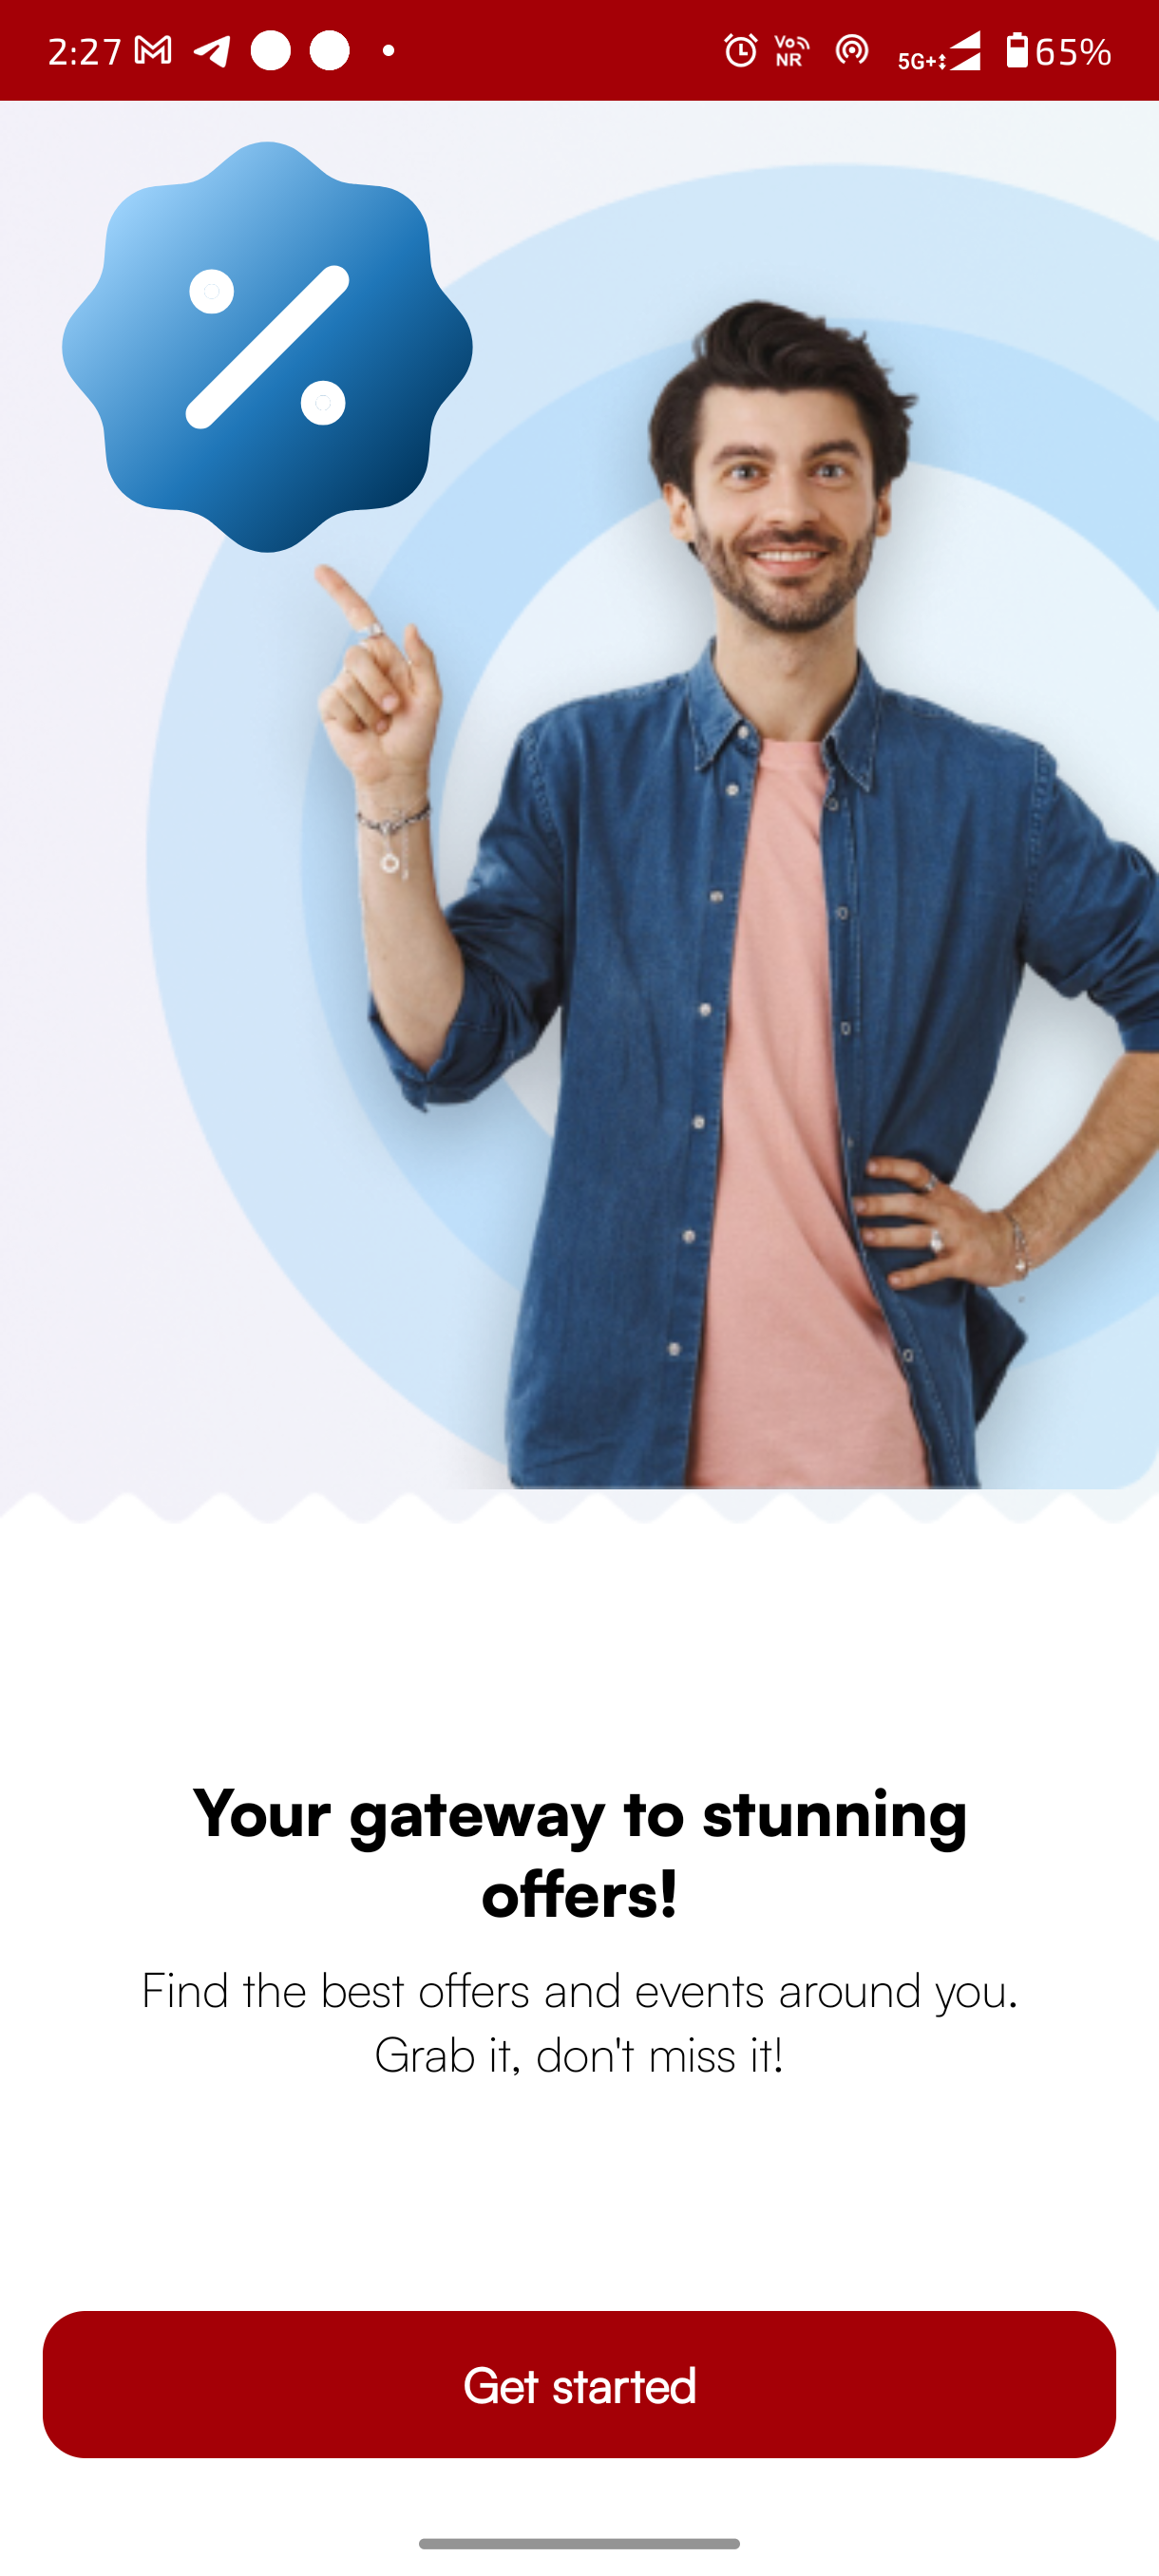 2:27 5G+ 65%
Vo
NR
Your gateway to stunning
offers!
Find the best offers and events around you.
Grab it, don't miss it!
Get started